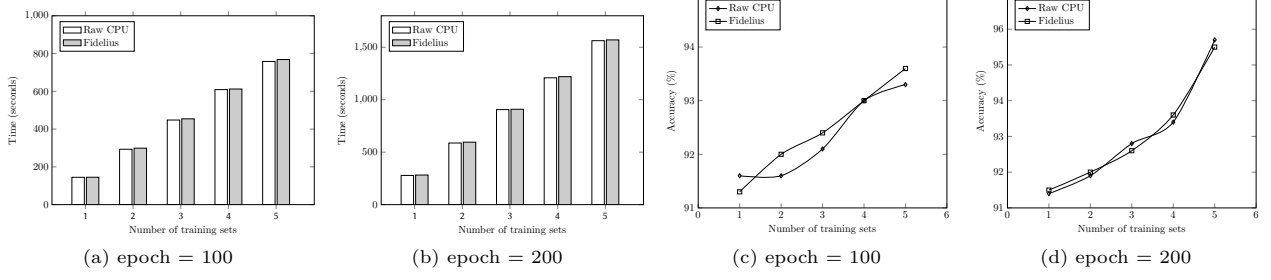 1,000
800
600
400
200
0
Time (seconds)
Raw CPU
Fidelius
1 2 3 4 5
Number of training sets
(a) epoch = 100
1,500
1,000
500
0
Time (seconds)
Raw CPU
Fidelius
1 2 3 4 5
Number of training sets
(b) epoch = 200
94
93
92
91
Accuracy (%)
Raw CPU
Fidelius
0 1 2 3 4 5 6
Number of training sets
(c) epoch = 100
96
95
94
93
92
91
Accuracy (%)
Raw CPU
Fidelius
0 1 2 3 4 5 6
Number of training sets
(d) epoch = 200